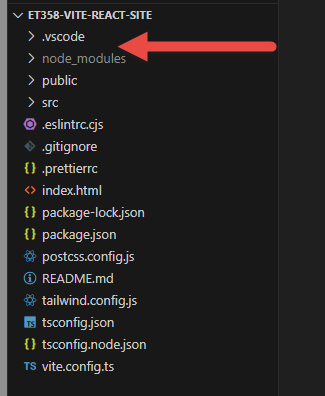 ET358-VITE-REACT-SITE
.vscode
node_modules
public
src
.eslintrc.cjs
.gitignore
{} .prettierrc
<> index.html
{} package-lock.json
{} package.json
postcss.config.js
README.md
tailwind.config.js
TS tsconfig.json
{} tsconfig.node.json
TS vite.config.ts